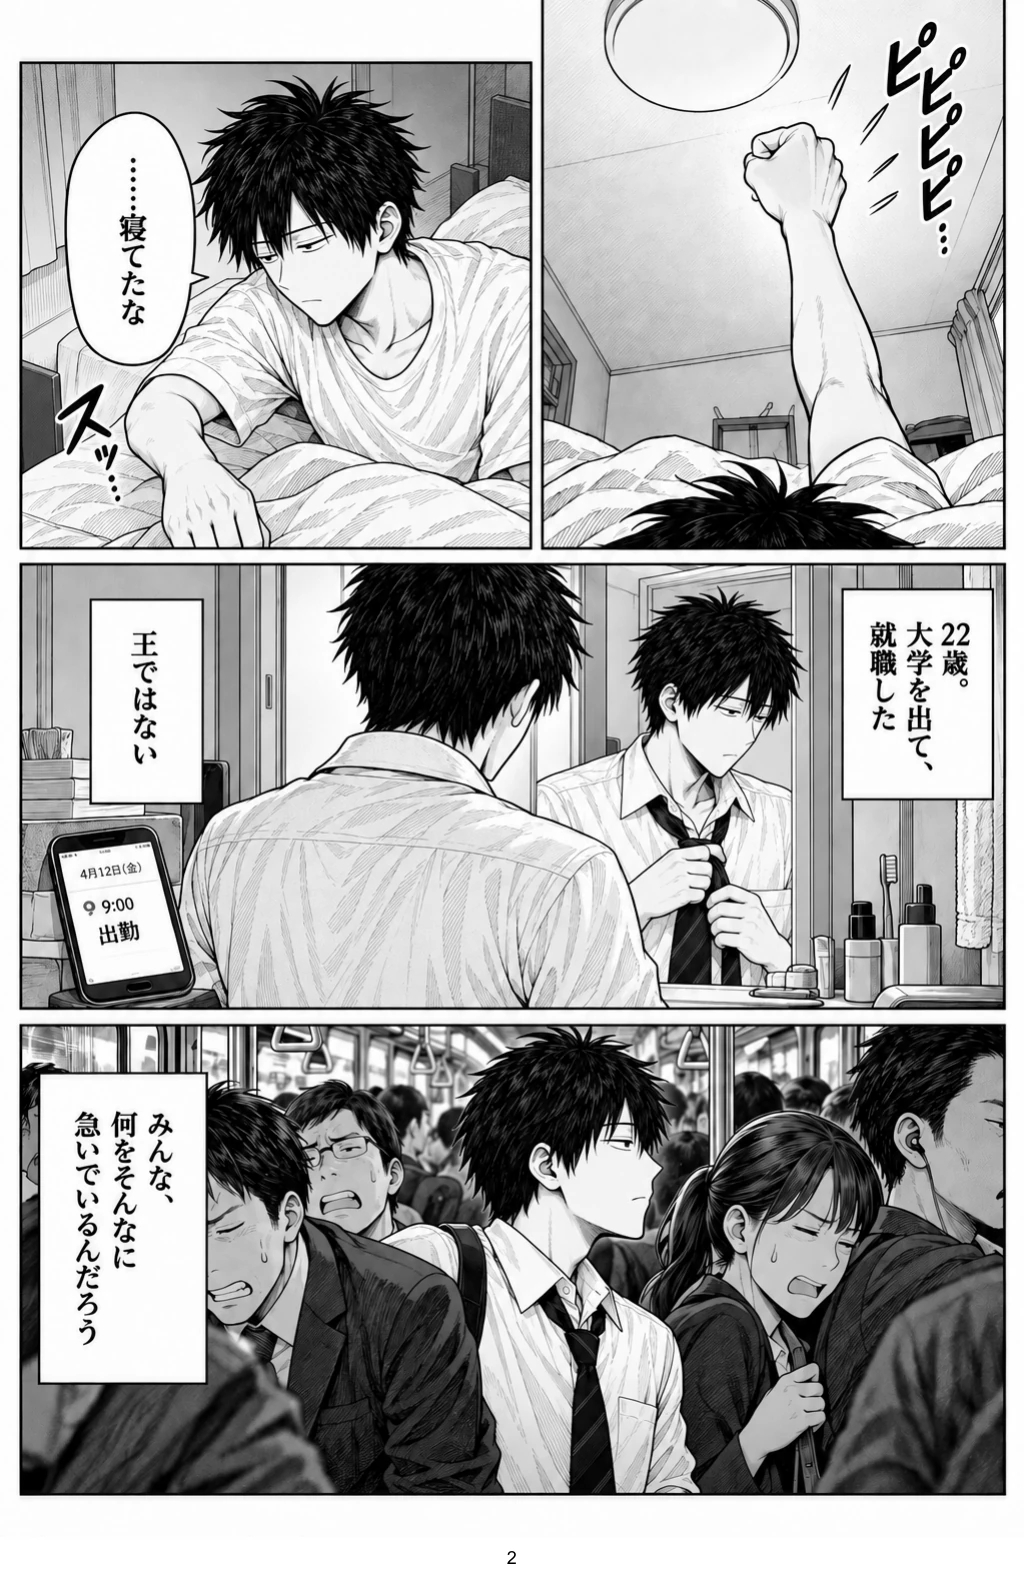 ピピピピ…
……寝てたな
スッ…
22歳。
大学を出て、
就職した
王ではない
4月12日(金)
9:00
出勤
みんな、
何をそんなに
急いでいるんだろう
2